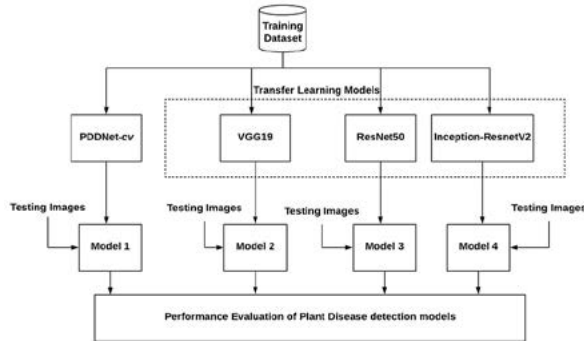 Training
Dataset
Transfer Learning Models
PDDNet-cv
VGG19
ResNet50
Inception-ResnetV2
Testing Images
Testing Images
Testing Images
Testing Images
Model 1
Model 2
Model 3
Model 4
Performance Evaluation of Plant Disease detection models